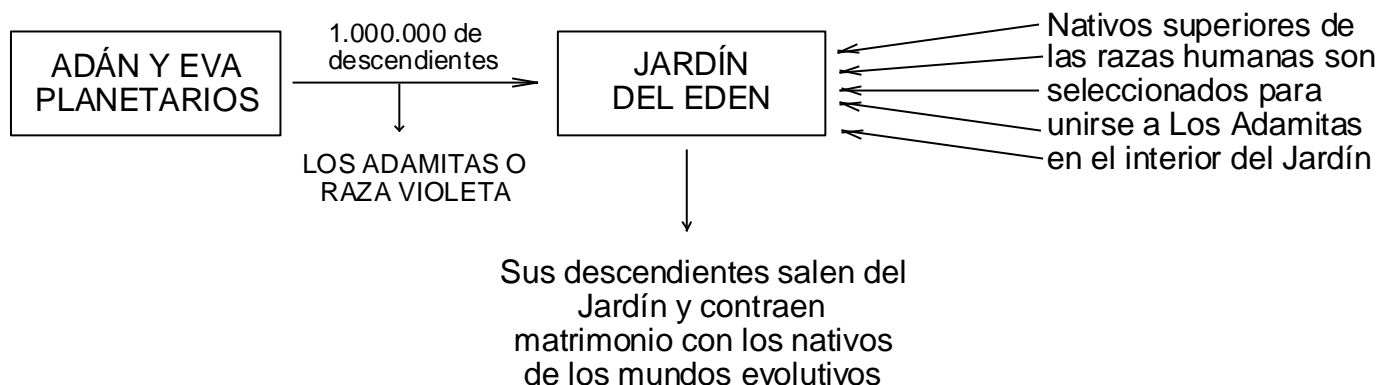 ADÁN Y EVA
PLANETARIOS
1.000.000 de
descendientes
LOS ADAMITAS O
RAZA VIOLETA
JARDÍN
DEL EDEN
Nativos superiores de
las razas humanas son
seleccionados para
unirse a Los Adamitas
en el interior del Jardín
Sus descendientes salen del
Jardín y contraen
matrimonio con los nativos
de los mundos evolutivos